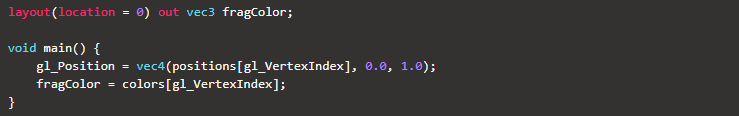 layout(location = 0) out vec3 fragColor;

void main() {
    gl_Position = vec4(positions[gl_VertexIndex], 0.0, 1.0);
    fragColor = colors[gl_VertexIndex];
}